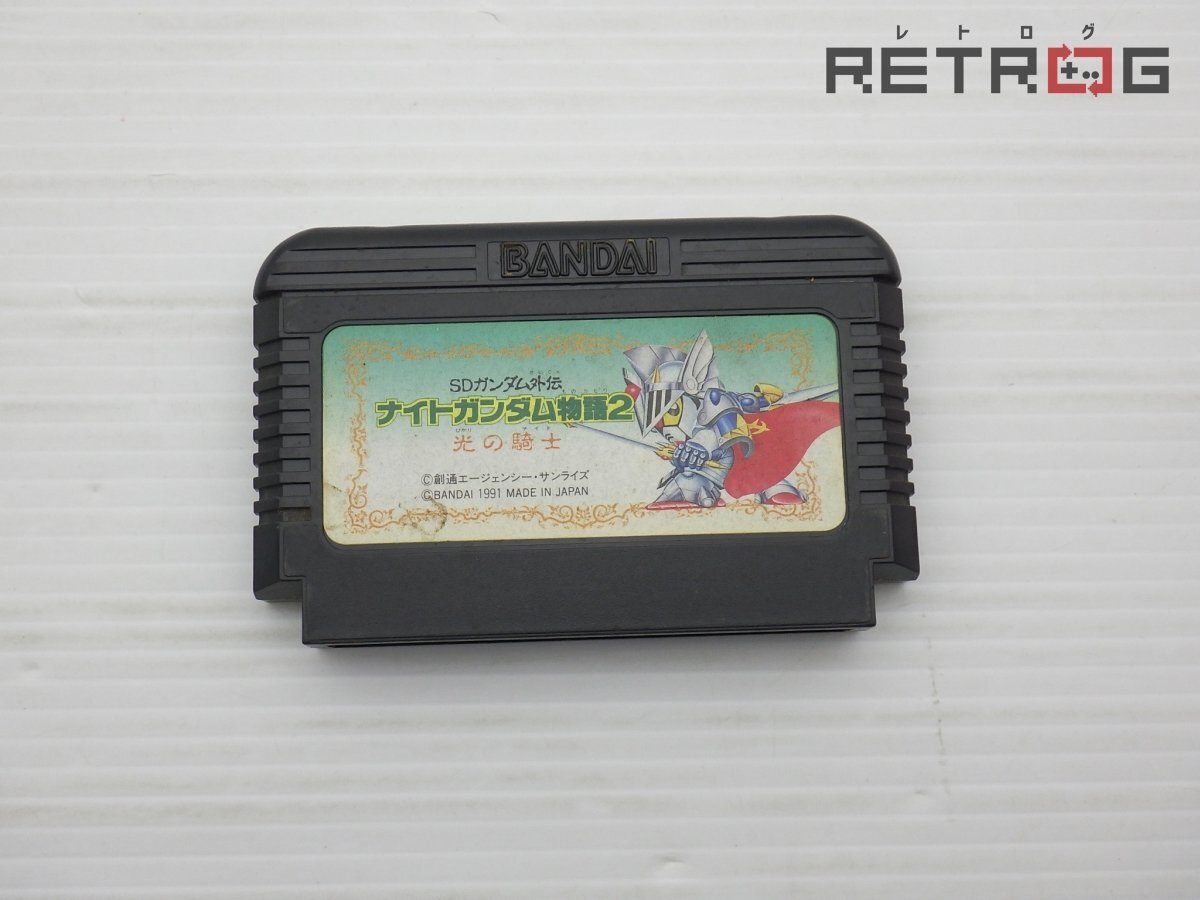 レトログ
RETROG
BANDAI
SDガンダム外伝
ナイトガンダム物語2
光の騎士
©創通エージェンシー・サンライズ
©BANDAI 1991 MADE IN JAPAN